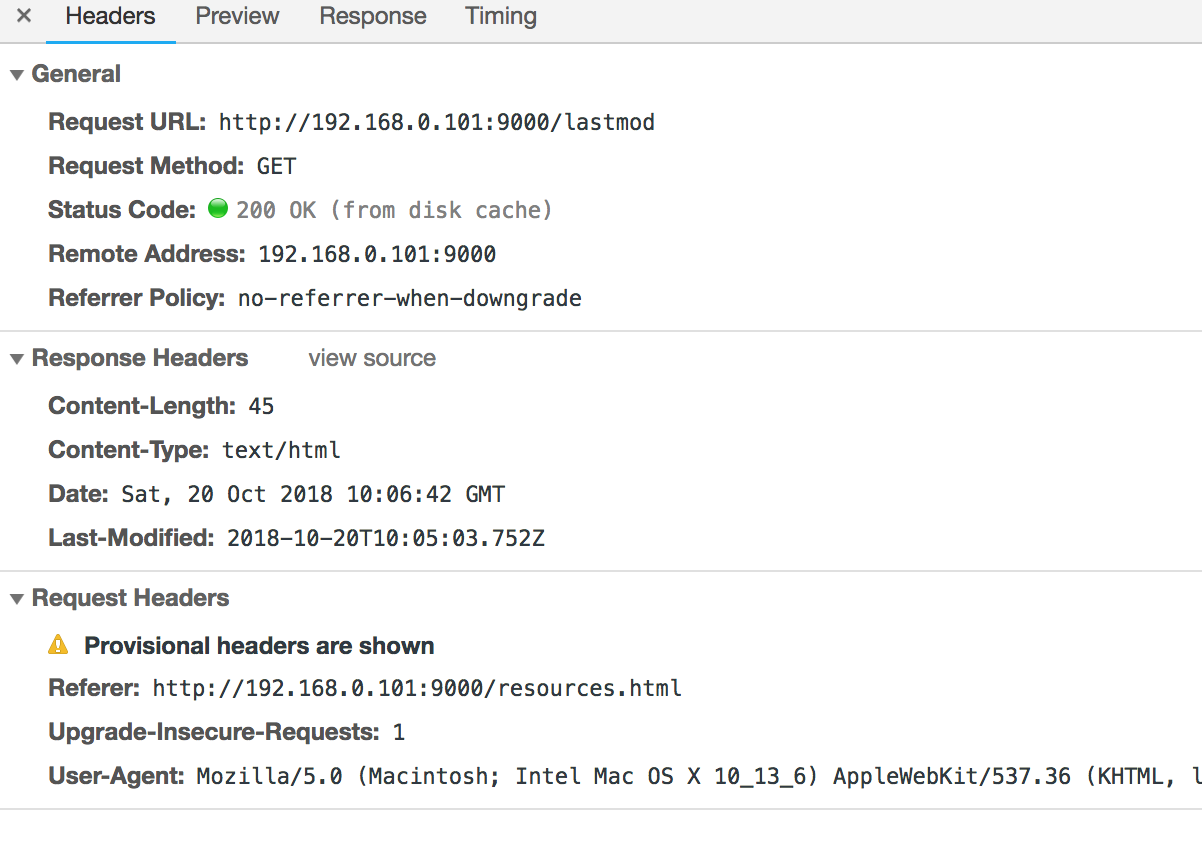 × Headers Preview Response Timing
▼ General
Request URL: http://192.168.0.101:9000/lastmod
Request Method: GET
Status Code: 200 OK (from disk cache)
Remote Address: 192.168.0.101:9000
Referrer Policy: no-referrer-when-downgrade
▼ Response Headers view source
Content-Length: 45
Content-Type: text/html
Date: Sat, 20 Oct 2018 10:06:42 GMT
Last-Modified: 2018-10-20T10:05:03.752Z
▼ Request Headers
Provisional headers are shown
Referer: http://192.168.0.101:9000/resources.html
Upgrade-Insecure-Requests: 1
User-Agent: Mozilla/5.0 (Macintosh; Intel Mac OS X 10_13_6) AppleWebKit/537.36 (KHTML, l